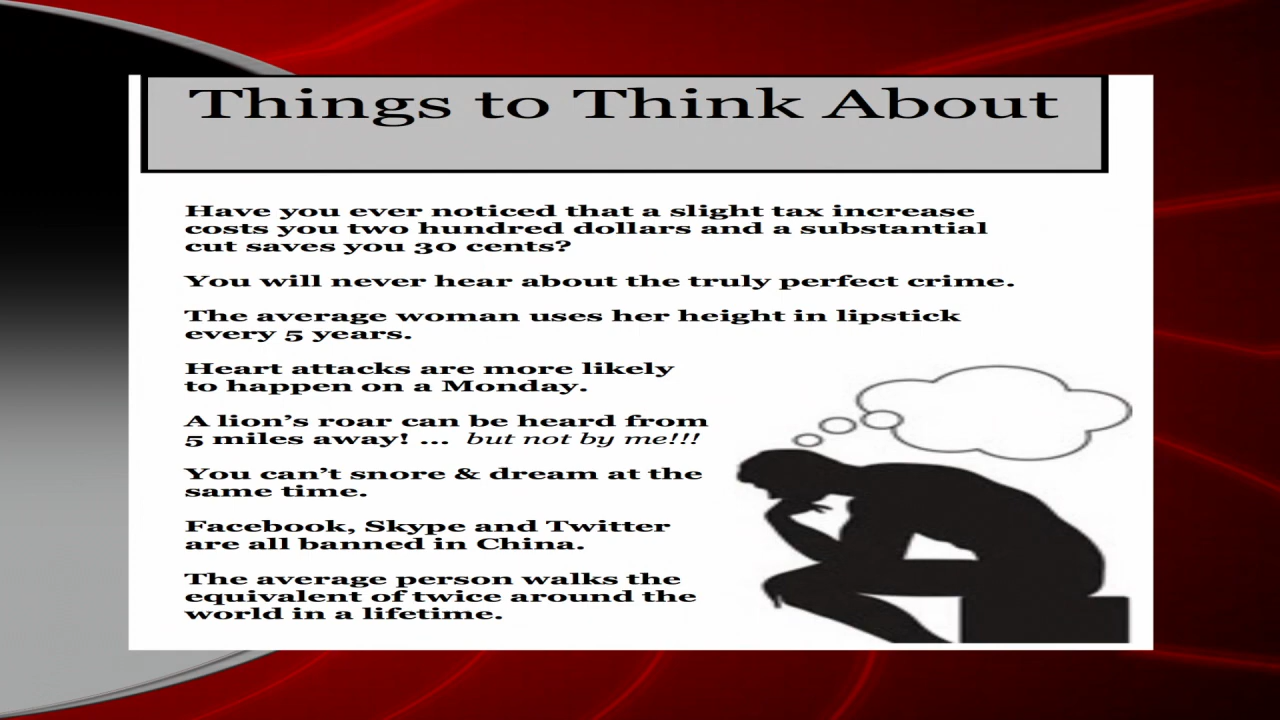 Things to Think About
Have you ever noticed that a slight tax increase
costs you two hundred dollars and a substantial
cut saves you 30 cents?
You will never hear about the truly perfect crime.
The average woman uses her height in lipstick
every 5 years.
Heart attacks are more likely
to happen on a Monday.
A lion’s roar can be heard from
5 miles away! ... but not by me!!!
You can’t snore & dream at the
same time.
Facebook, Skype and Twitter
are all banned in China.
The average person walks the
equivalent of twice around the
world in a lifetime.